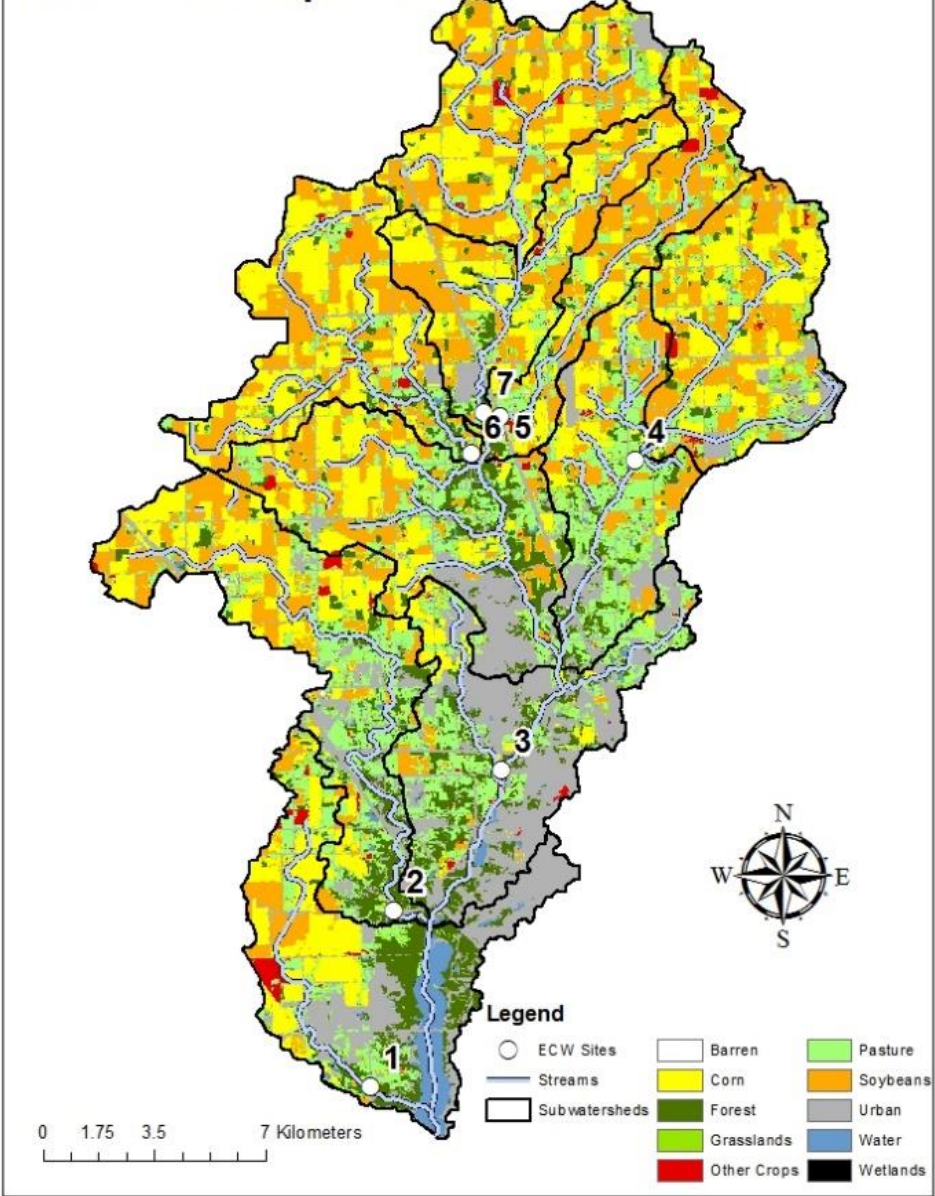 7
6 5
4
3
2
1
N
W E
S
Legend
ECW Sites
Streams
Subwatersheds
Barren
Corn
Forest
Grasslands
Other Crops
Pasture
Soybeans
Urban
Water
Wetlands
0 1.75 3.5 7 Kilometers